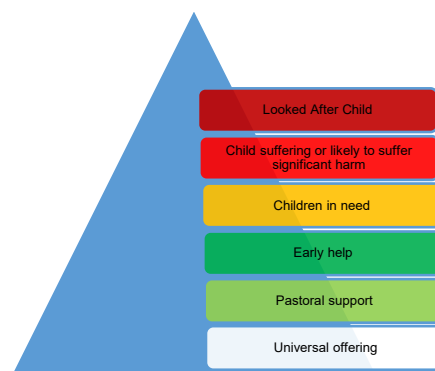 Looked After Child
Child suffering or likely to suffer
significant harm
Children in need
Early help
Pastoral support
Universal offering